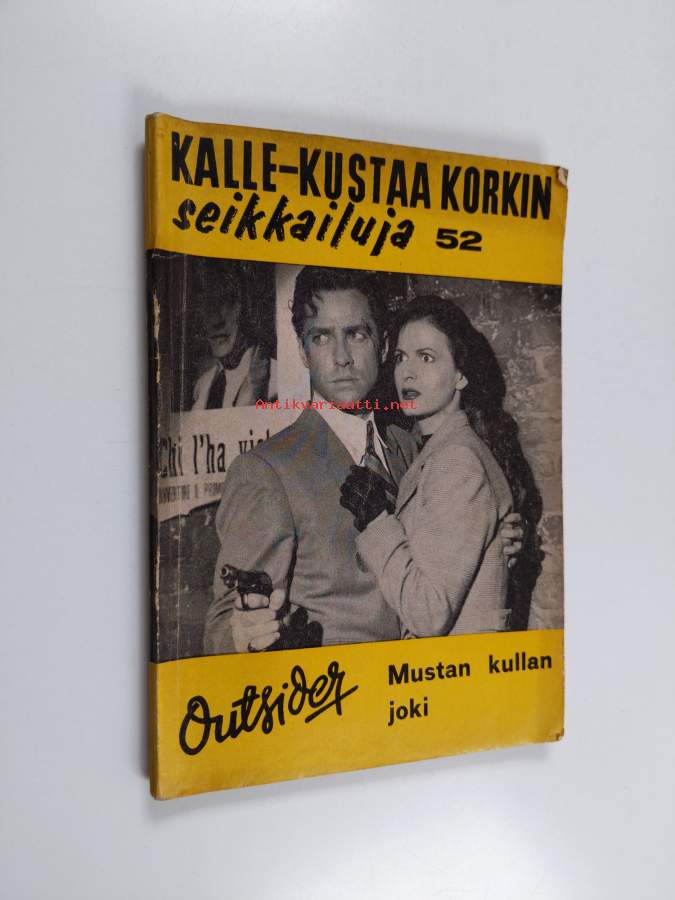 KALLE-KUSTAA KORKIN
seikkailuja 52
Antikvariaatti.net
Chi l'ha
Outsider
Mustan kullan
joki